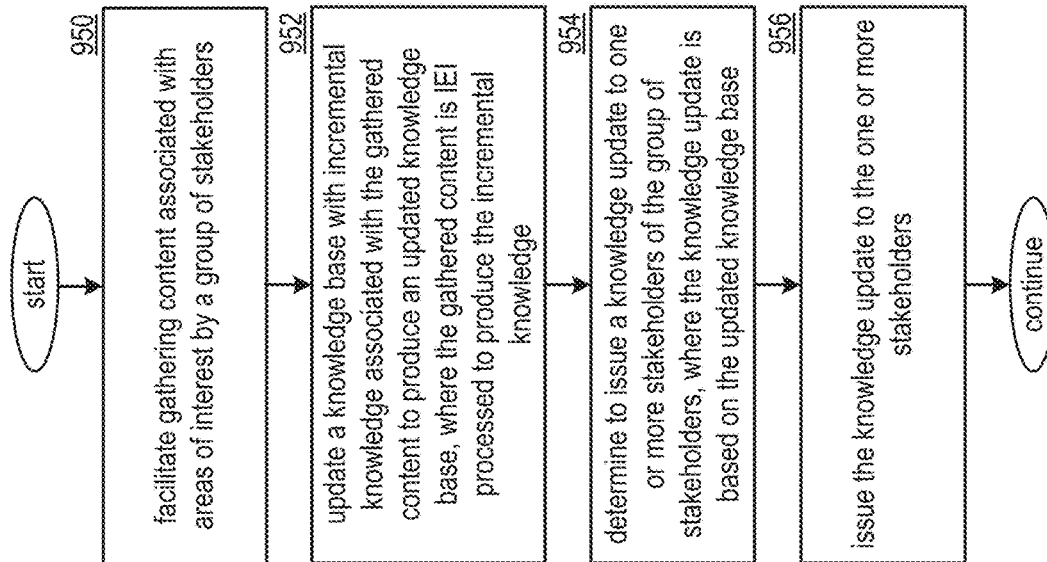 start
950
facilitate gathering content associated with
areas of interest by a group of stakeholders
952
update a knowledge base with incremental
knowledge associated with the gathered
content to produce an updated knowledge
base, where the gathered content is IEI
processed to produce the incremental
knowledge
954
determine to issue a knowledge update to one
or more stakeholders of the group of
stakeholders, where the knowledge update is
based on the updated knowledge base
956
issue the knowledge update to the one or more
stakeholders
continue